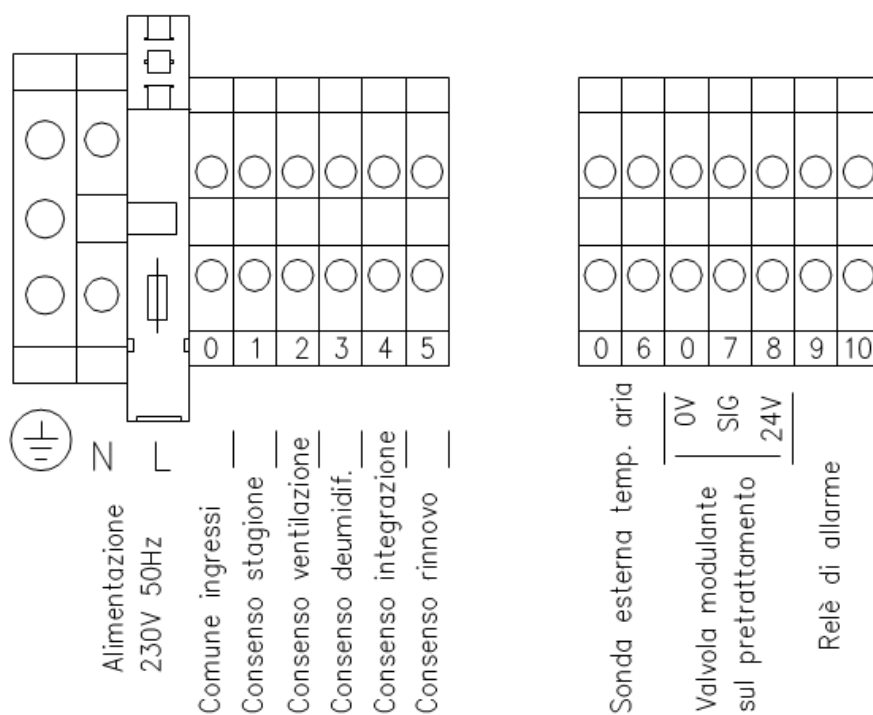 0 1 2 3 4 5
0 6 0 7 8 9 10
N L
Alimentazione
230V 50Hz
Comune ingressi
Consenso stagione
Consenso ventilazione
Consenso deumidif.
Consenso integrazione
Consenso rinnovo
Sonda esterna temp. aria
0V
SIG
24V
Valvola modulante
sul pretrattamento
Relè di allarme